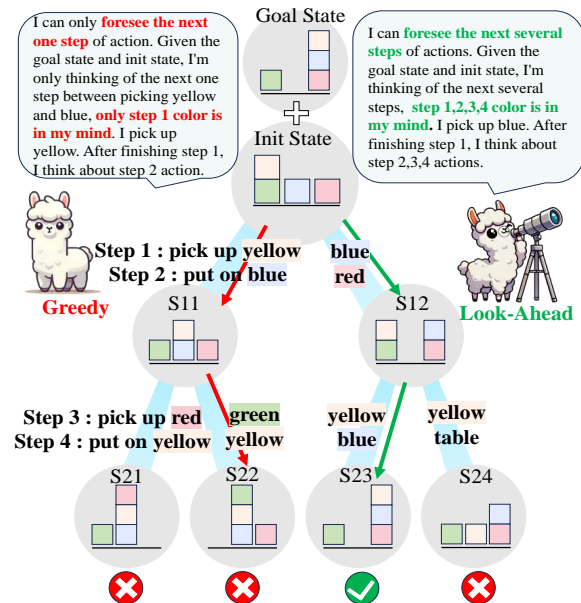 I can only foresee the next
one step of action. Given the
goal state and init state, I'm
only thinking of the next one
step between picking yellow
and blue, only step 1 color is
in my mind. I pick up
yellow. After finishing step 1,
I think about step 2 action.
Goal State
I can foresee the next several
steps of actions. Given the
goal state and init state, I'm
thinking of the next several
steps, step 1,2,3,4 color is in
my mind. I pick up blue. After
finishing step 1, I think about
step 2,3,4 actions.
Init State
Greedy
Step 1 : pick up yellow
Step 2 : put on blue
blue
red
Look-Ahead
S11
S12
Step 3 : pick up red
Step 4 : put on yellow
green
yellow
yellow
blue
yellow
table
S21
S22
S23
S24